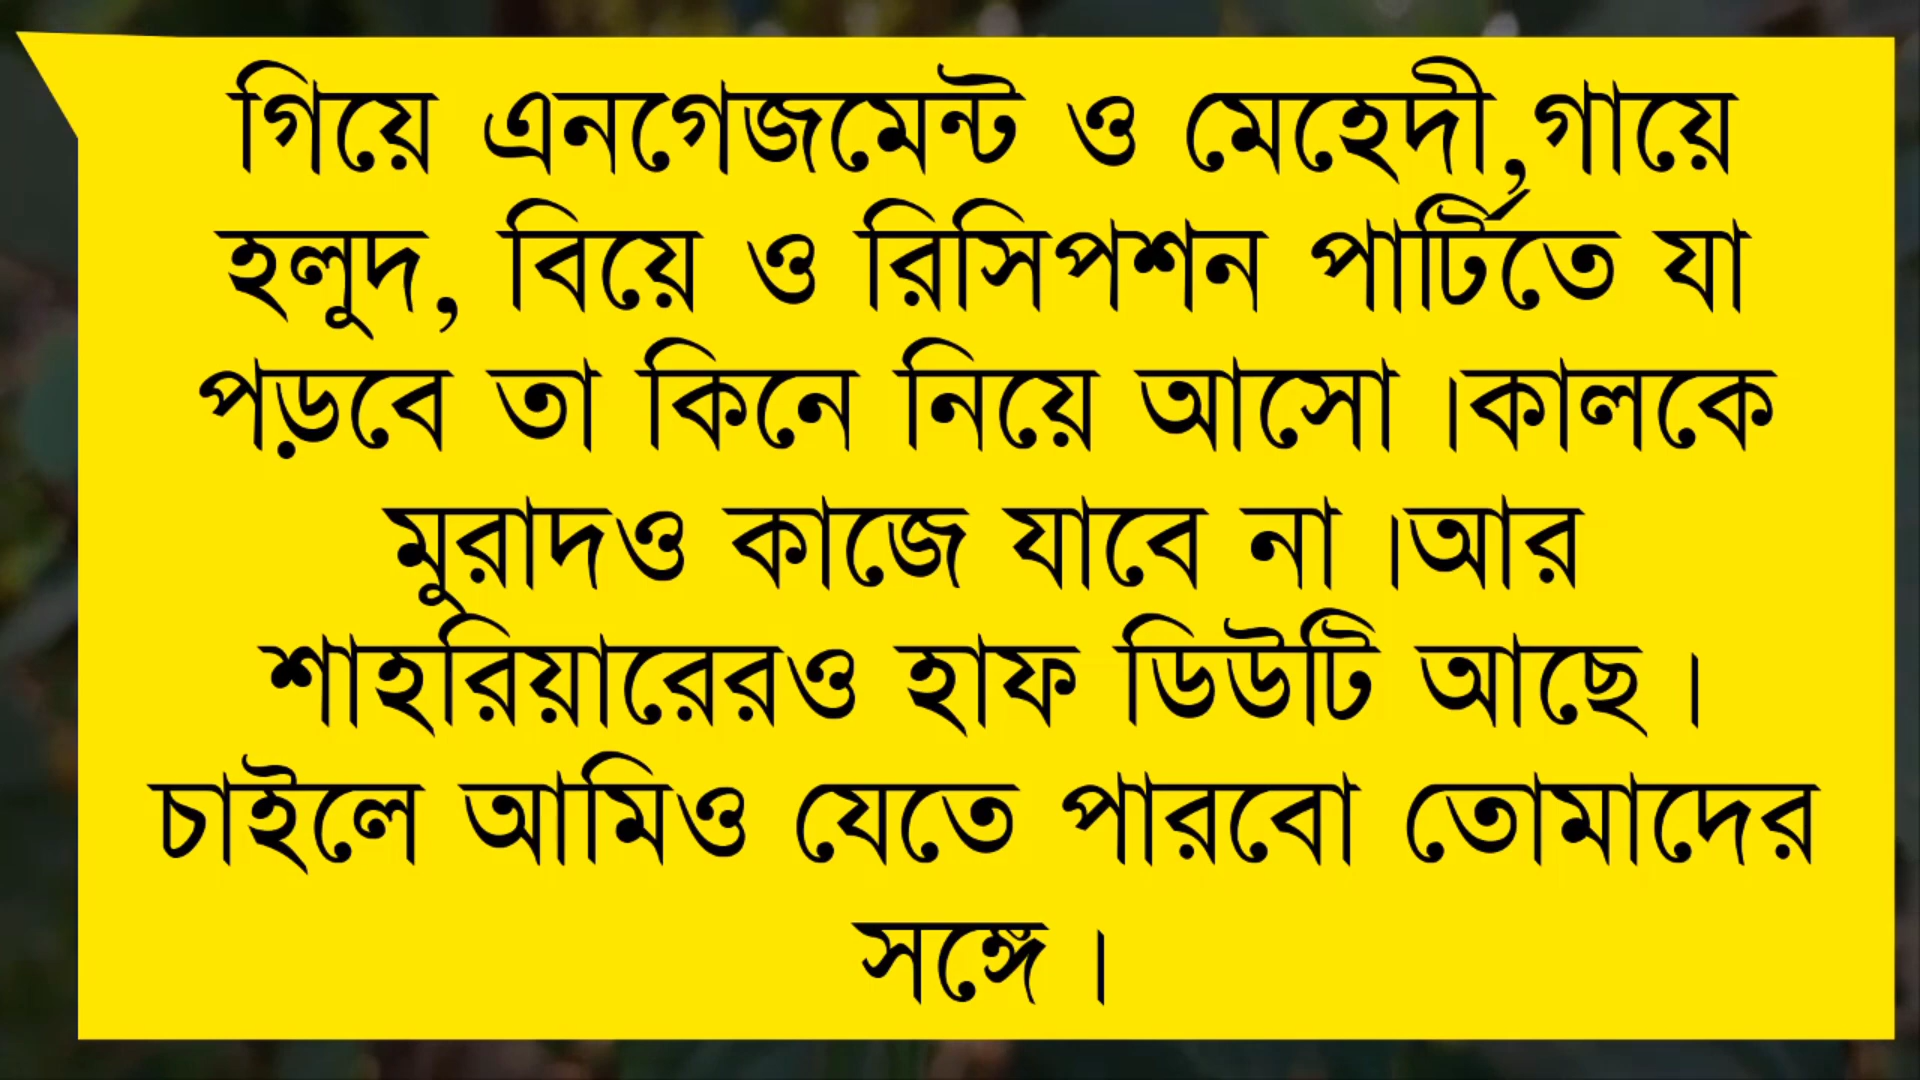 গিয়ে এনগেজমেন্ট ও মেহেদী,গায়ে
হলুদ, বিয়ে ও রিসিপশন পার্টিতে যা
পড়বে তা কিনে নিয়ে আসো।কালকে
মুরাদও কাজে যাবে না।আর
শাহরিয়ারেরও হাফ ডিউটি আছে।
চাইলে আমিও যেতে পারবো তোমাদের
সঙ্গে।